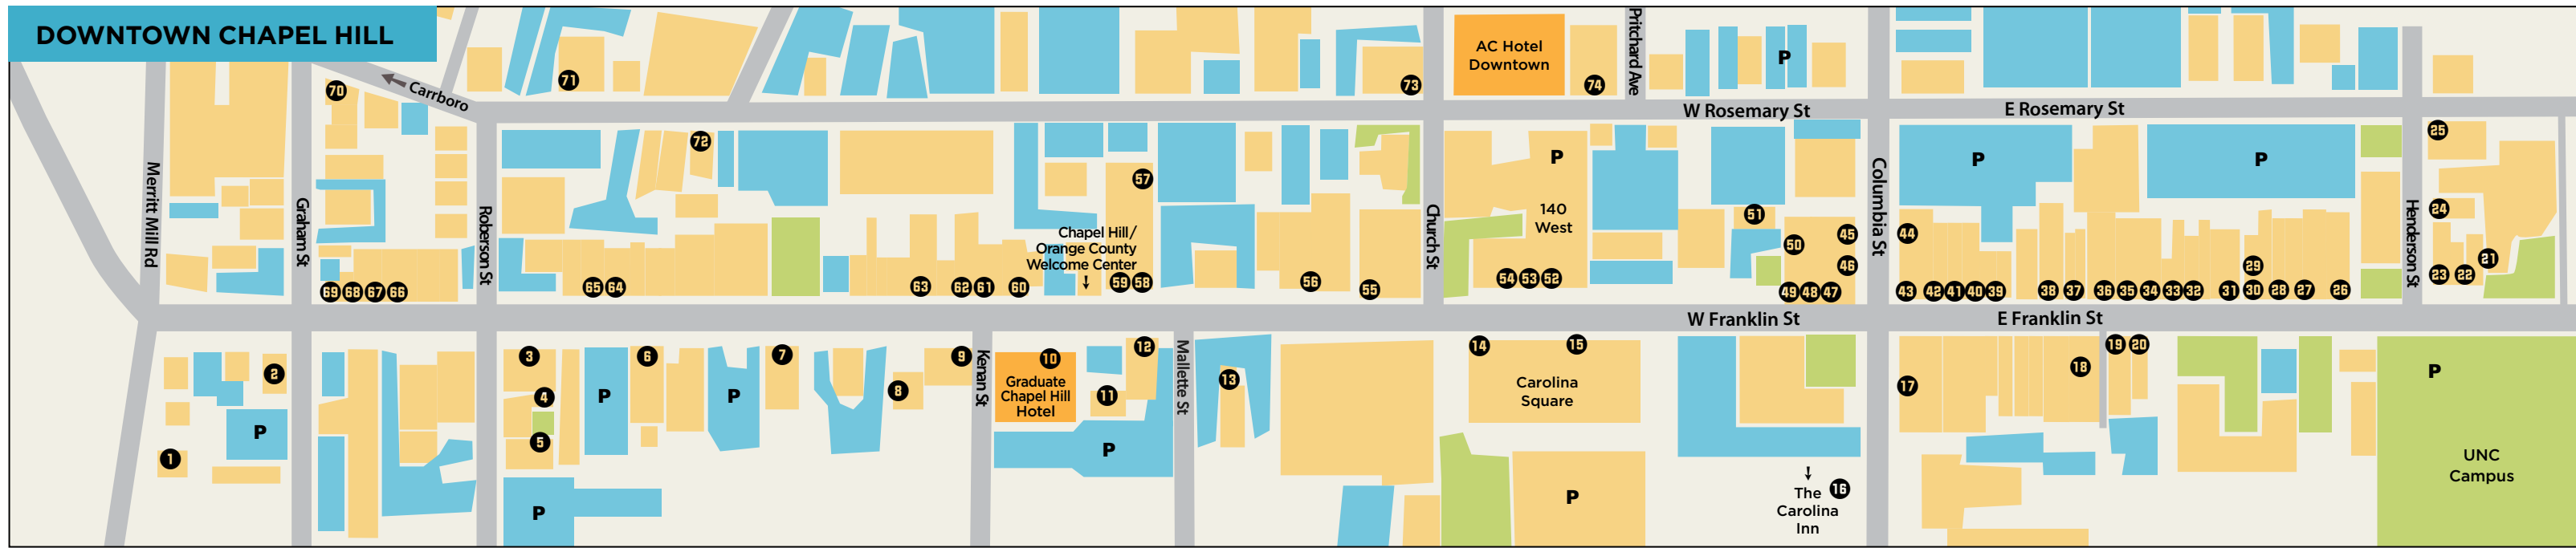 DOWNTOWN CHAPEL HILL
71
73
AC Hotel
Downtown
74
Pritchard Ave
P
70
Carrboro
W Rosemary St
E Rosemary St
72
57
P
P
P
25
Merritt Mill Rd
Graham St
Roberson St
Church St
Columbia St
Henderson St
140
West
51
24
Chapel Hill/
Orange County
Welcome Center
44
45
50
46
29
21
23
22
69
68
67
66
65
64
63
62
61
60
59
58
56
55
54
53
52
49
48
47
43
42
41
40
39
38
37
36
35
34
33
32
31
30
28
27
26
W Franklin St
E Franklin St
2
3
6
7
9
Kenan St
10
Graduate
Chapel Hill
Hotel
12
Mallette St
14
15
19
20
18
17
P
4
P
P
8
11
13
Carolina
Square
P
1
5
P
P
P
The
Carolina
Inn
16
UNC
Campus
P